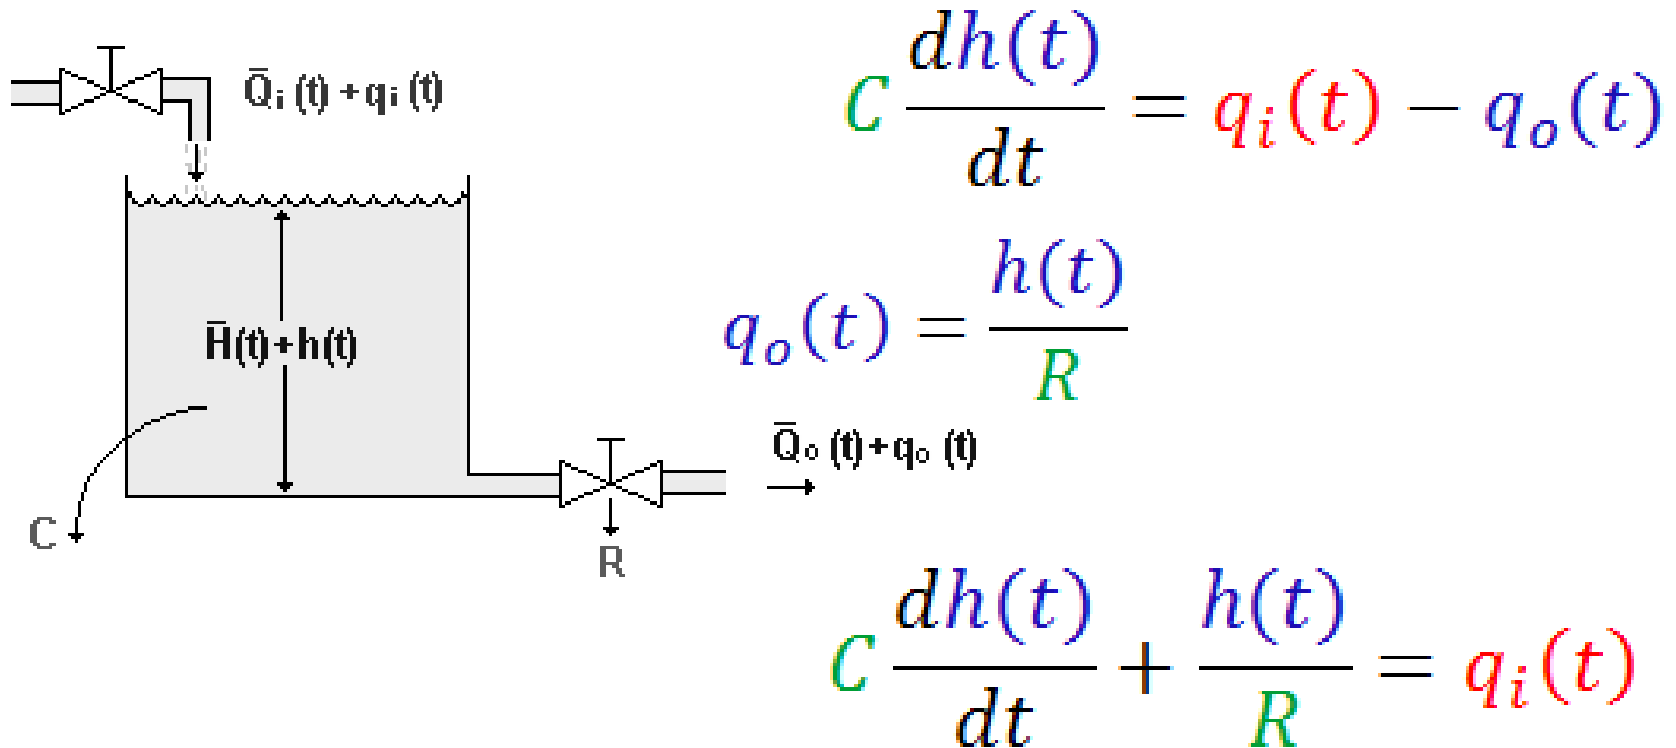 Q̄ᵢ (t) + qᵢ (t)
C dh(t)/dt = qᵢ(t) − qₒ(t)
qₒ(t) = h(t)/R
H̄(t) + h(t)
Q̄ₒ (t) + qₒ (t)
C
R
C dh(t)/dt + h(t)/R = qᵢ(t)